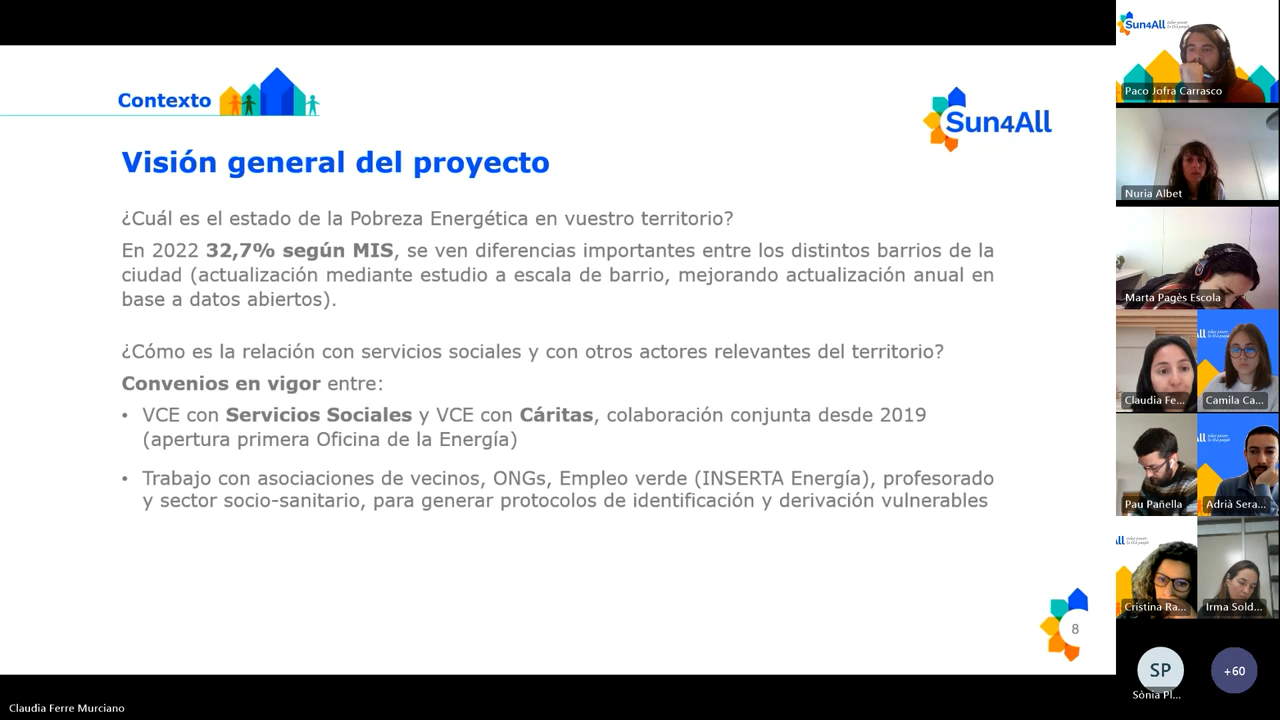 Contexto
Sun4All
Visión general del proyecto
¿Cuál es el estado de la Pobreza Energética en vuestro territorio?
En 2022 32,7% según MIS, se ven diferencias importantes entre los distintos barrios de la
ciudad (actualización mediante estudio a escala de barrio, mejorando actualización anual en
base a datos abiertos).
¿Cómo es la relación con servicios sociales y con otros actores relevantes del territorio?
Convenios en vigor entre:
• VCE con Servicios Sociales y VCE con Cáritas, colaboración conjunta desde 2019
(apertura primera Oficina de la Energía)
• Trabajo con asociaciones de vecinos, ONGs, Empleo verde (INSERTA Energía), profesorado
y sector socio-sanitario, para generar protocolos de identificación y derivación vulnerables
8
Claudia Ferre Murciano
Sun4All
Paco Jofra Carrasco
Nuria Albet
Marta Pagès Escola
Claudia Fe...
Camila Ca...
Pau Pañella
Adrià Sera...
Cristina Ra...
Irma Sold...
SP
Sònia Pl...
+60